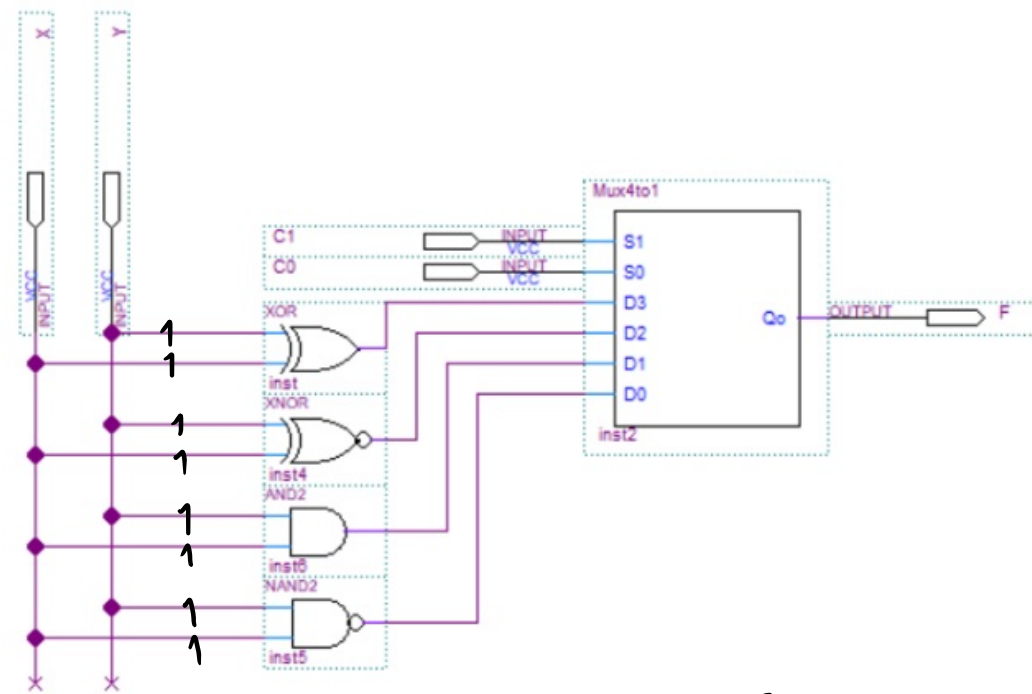 X
Y
VCC
INPUT
VCC
INPUT
Mux4to1
C1
INPUT
VCC
C0
INPUT
VCC
S1
S0
D3
D2
D1
D0
Qo
OUTPUT
F
inst2
XOR
1
1
inst
XNOR
1
1
inst4
AND2
1
1
inst6
NAND2
1
1
inst5